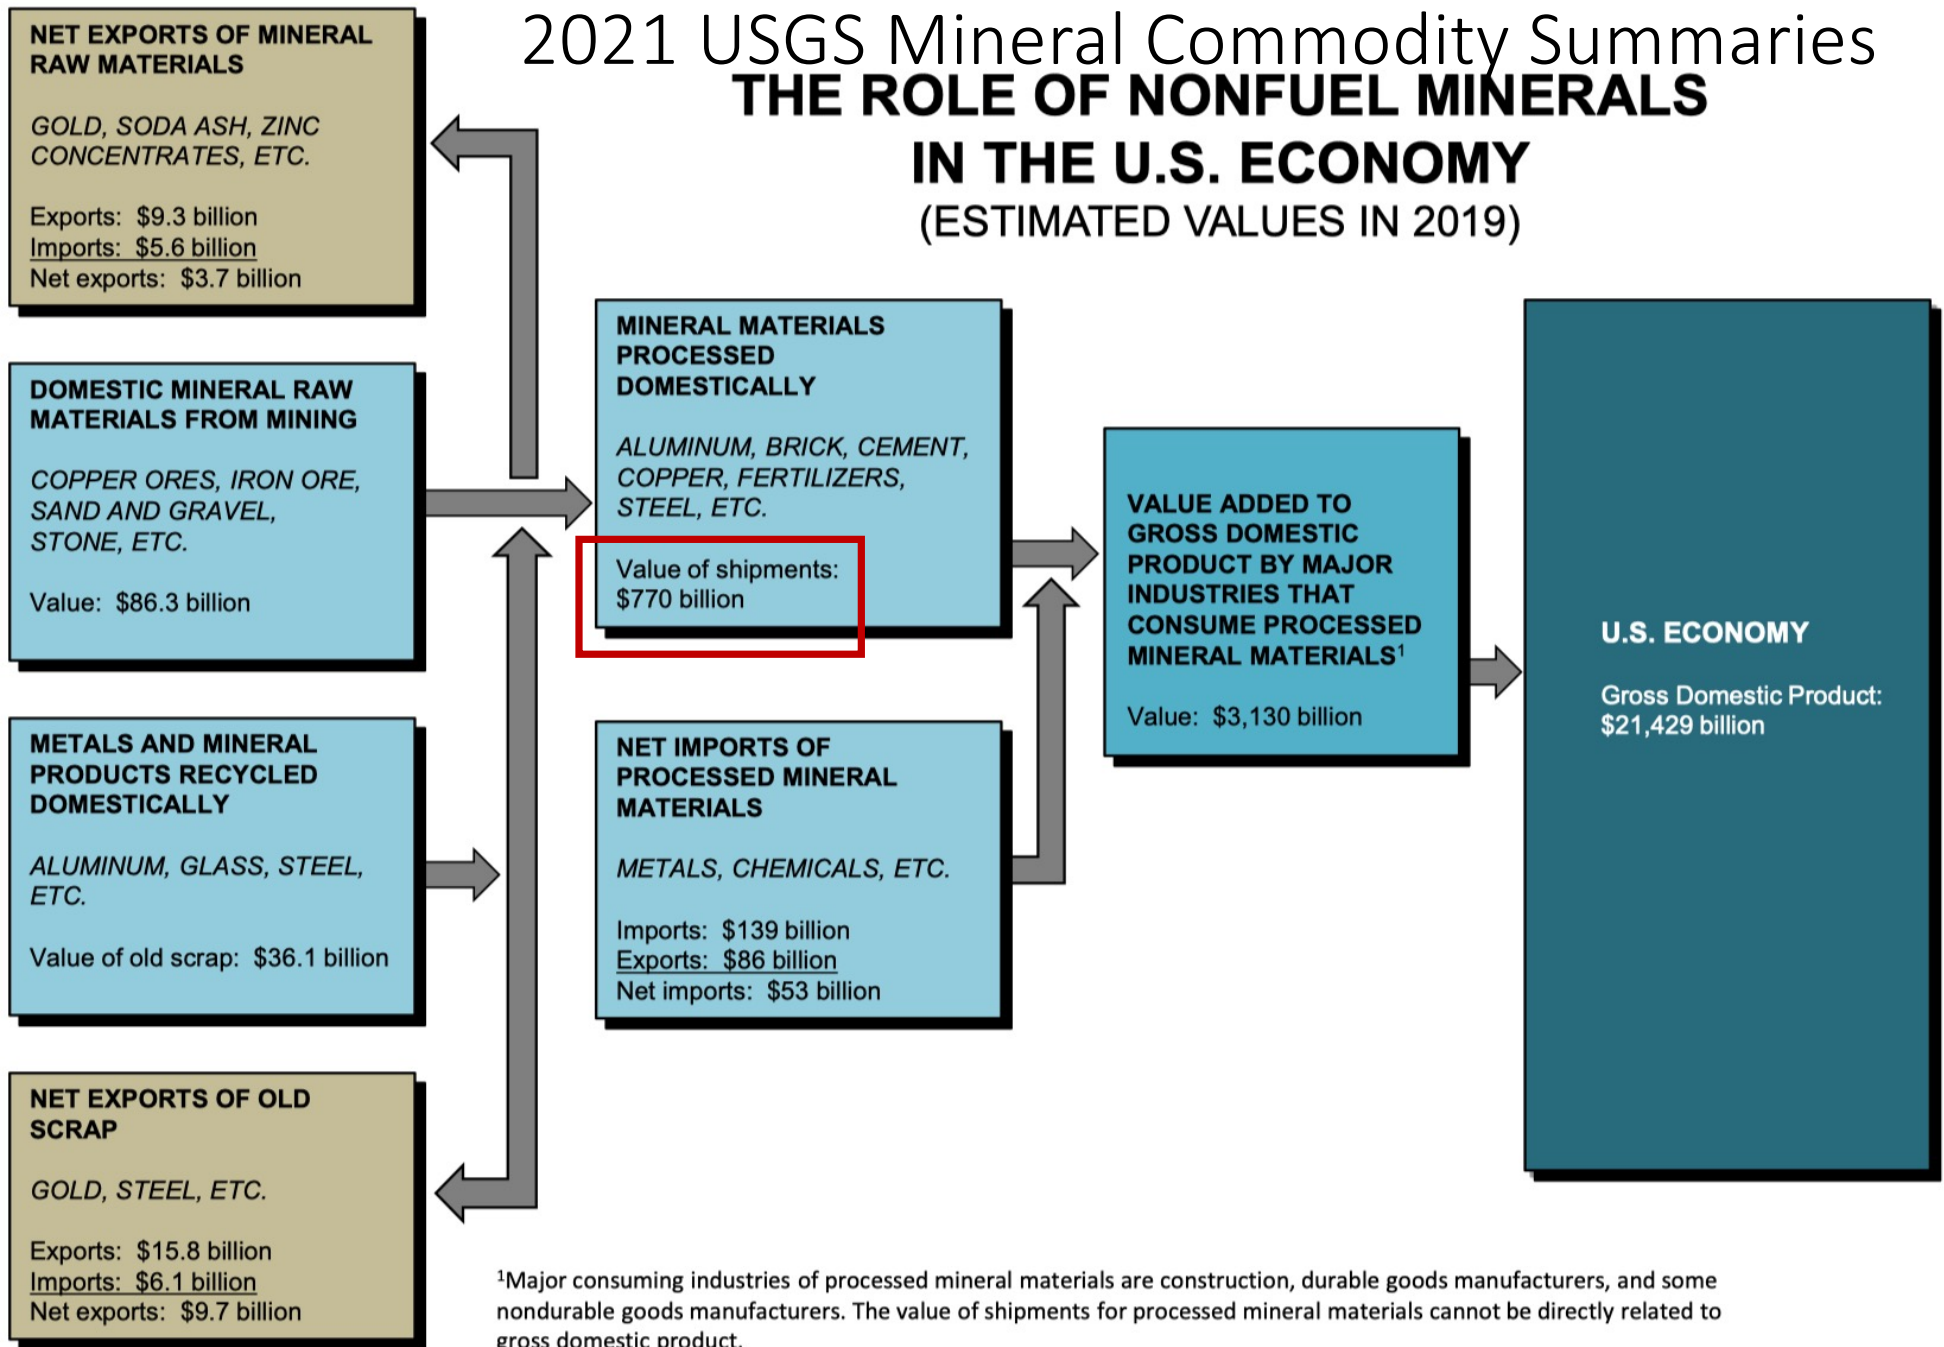 2021 USGS Mineral Commodity Summaries
THE ROLE OF NONFUEL MINERALS
IN THE U.S. ECONOMY
(ESTIMATED VALUES IN 2019)
NET EXPORTS OF MINERAL
RAW MATERIALS
GOLD, SODA ASH, ZINC
CONCENTRATES, ETC.
Exports: $9.3 billion
Imports: $5.6 billion
Net exports: $3.7 billion
DOMESTIC MINERAL RAW
MATERIALS FROM MINING
COPPER ORES, IRON ORE,
SAND AND GRAVEL,
STONE, ETC.
Value: $86.3 billion
METALS AND MINERAL
PRODUCTS RECYCLED
DOMESTICALLY
ALUMINUM, GLASS, STEEL,
ETC.
Value of old scrap: $36.1 billion
NET EXPORTS OF OLD
SCRAP
GOLD, STEEL, ETC.
Exports: $15.8 billion
Imports: $6.1 billion
Net exports: $9.7 billion
MINERAL MATERIALS
PROCESSED
DOMESTICALLY
ALUMINUM, BRICK, CEMENT,
COPPER, FERTILIZERS,
STEEL, ETC.
Value of shipments:
$770 billion
NET IMPORTS OF
PROCESSED MINERAL
MATERIALS
METALS, CHEMICALS, ETC.
Imports: $139 billion
Exports: $86 billion
Net imports: $53 billion
VALUE ADDED TO
GROSS DOMESTIC
PRODUCT BY MAJOR
INDUSTRIES THAT
CONSUME PROCESSED
MINERAL MATERIALS¹
Value: $3,130 billion
U.S. ECONOMY
Gross Domestic Product:
$21,429 billion
¹Major consuming industries of processed mineral materials are construction, durable goods manufacturers, and some
nondurable goods manufacturers. The value of shipments for processed mineral materials cannot be directly related to
gross domestic product.